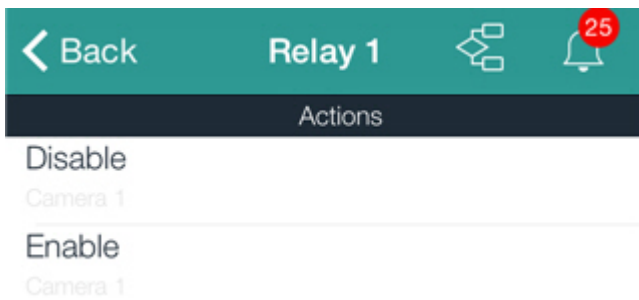 Back Relay 1 25
Actions
Disable
Camera 1
Enable
Camera 1